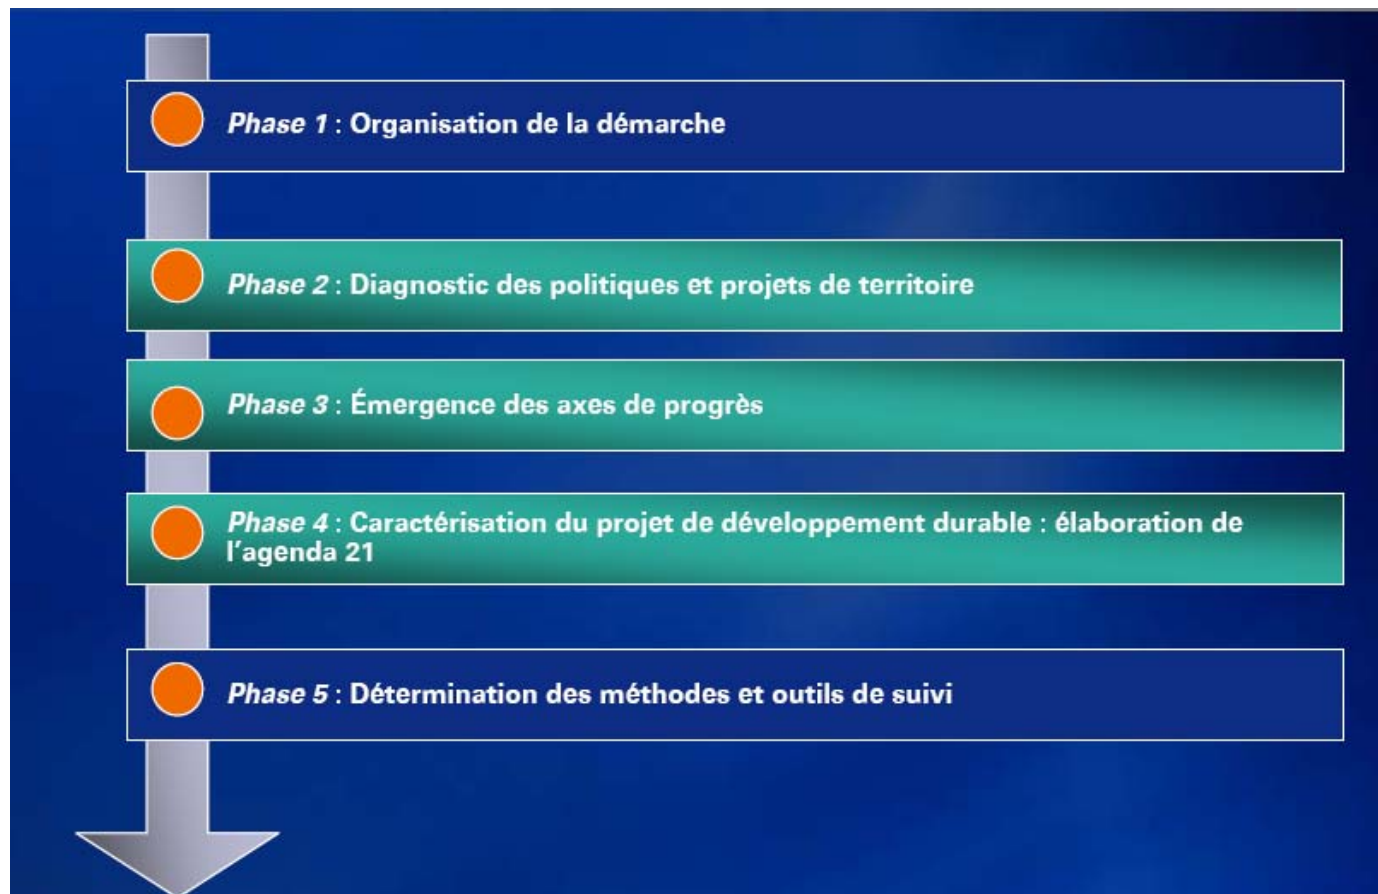 Phase 1 : Organisation de la démarche
Phase 2 : Diagnostic des politiques et projets de territoire
Phase 3 : Émergence des axes de progrès
Phase 4 : Caractérisation du projet de développement durable : élaboration de
l’agenda 21
Phase 5 : Détermination des méthodes et outils de suivi